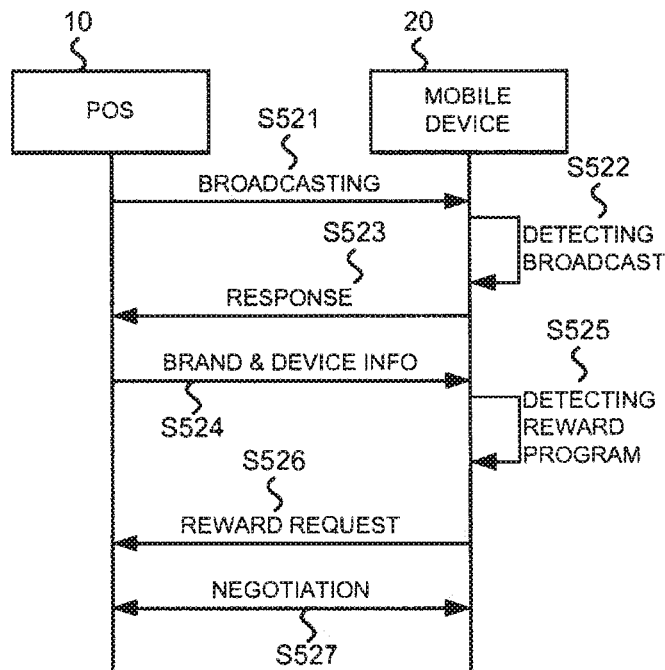 10
20
POS
MOBILE
DEVICE
S521
BROADCASTING
S522
DETECTING
BROADCAST
S523
RESPONSE
S525
BRAND & DEVICE INFO
S524
DETECTING
REWARD
PROGRAM
S526
REWARD REQUEST
NEGOTIATION
S527